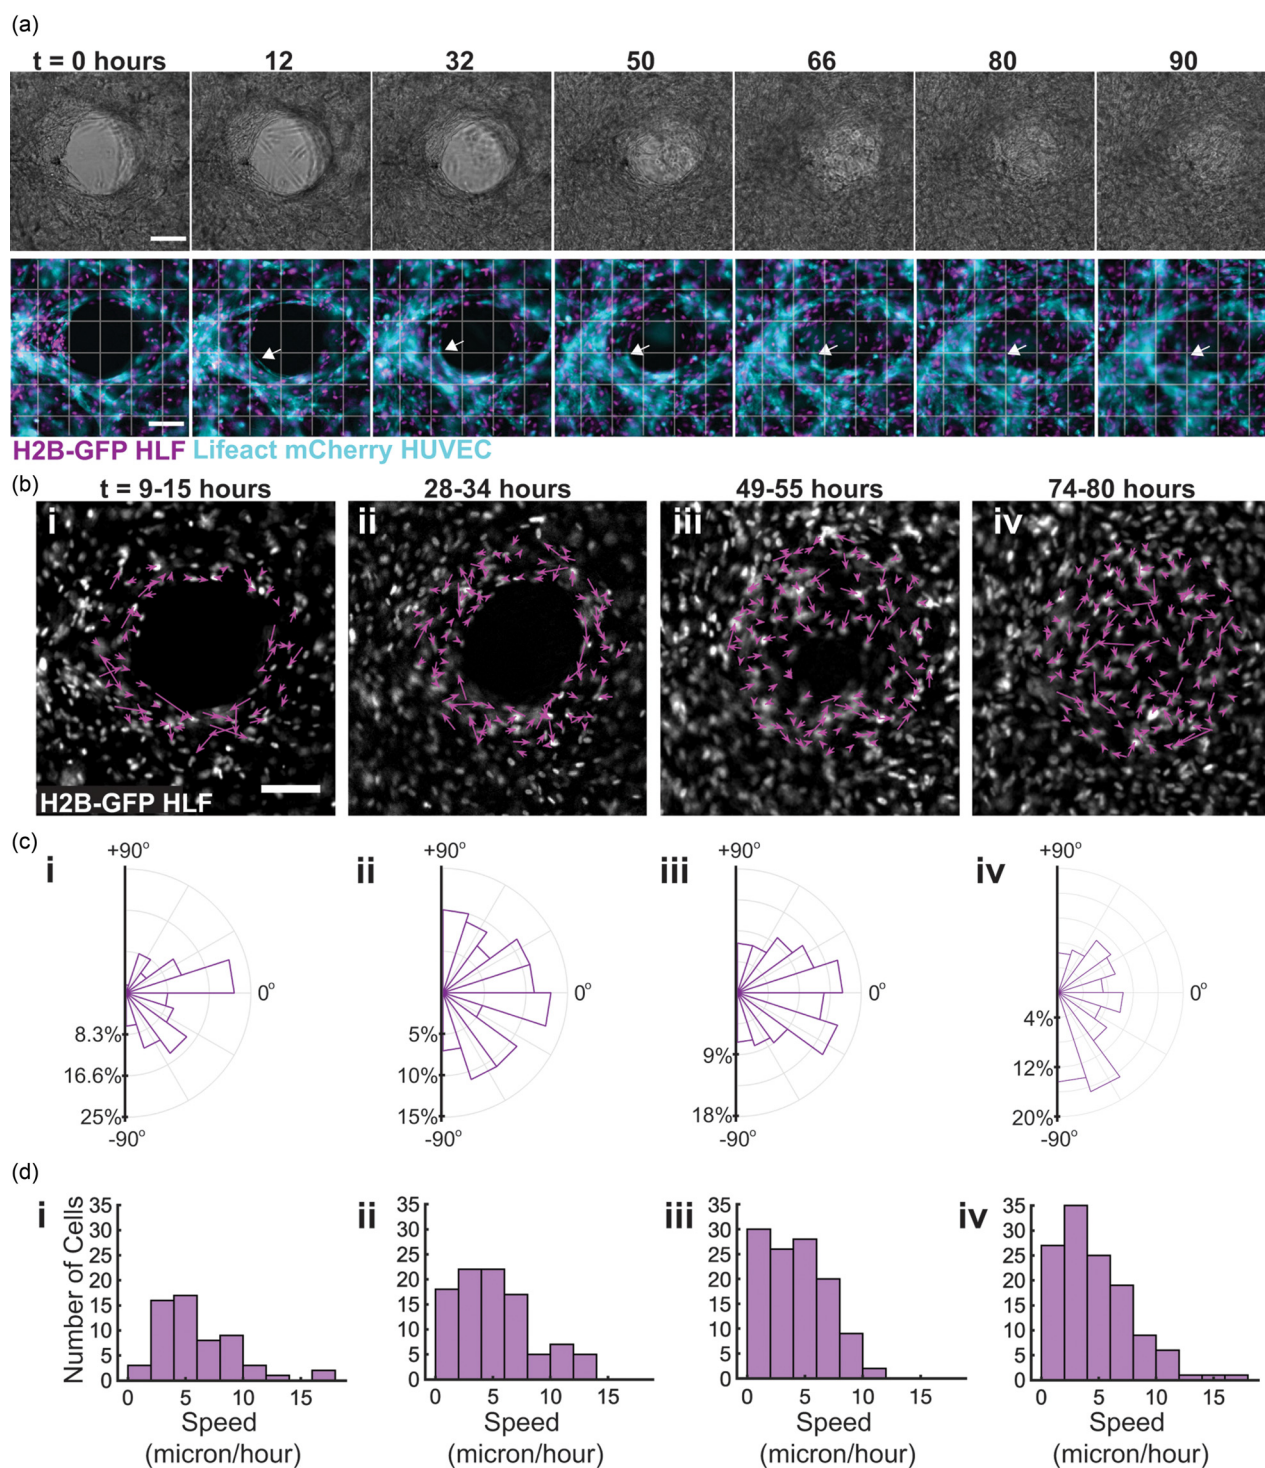 (a)
t = 0 hours 12 32 50 66 80 90
H2B-GFP HLF Lifeact mCherry HUVEC
(b)
t = 9-15 hours 28-34 hours 49-55 hours 74-80 hours
i ii iii iv
H2B-GFP HLF
(c)
i ii iii iv
+90° +90° +90° +90°
0° 0° 0° 0°
8.3% 5% 9% 4%
16.6% 10% 12%
25% 15% 18% 20%
-90° -90° -90° -90°
(d)
i ii iii iv
Number of Cells
35 35 35 35
30 30 30 30
25 25 25 25
20 20 20 20
15 15 15 15
10 10 10 10
5 5 5 5
0 0 0 0
0 5 10 15 0 5 10 15 0 5 10 15 0 5 10 15
Speed Speed Speed Speed
(micron/hour) (micron/hour) (micron/hour) (micron/hour)